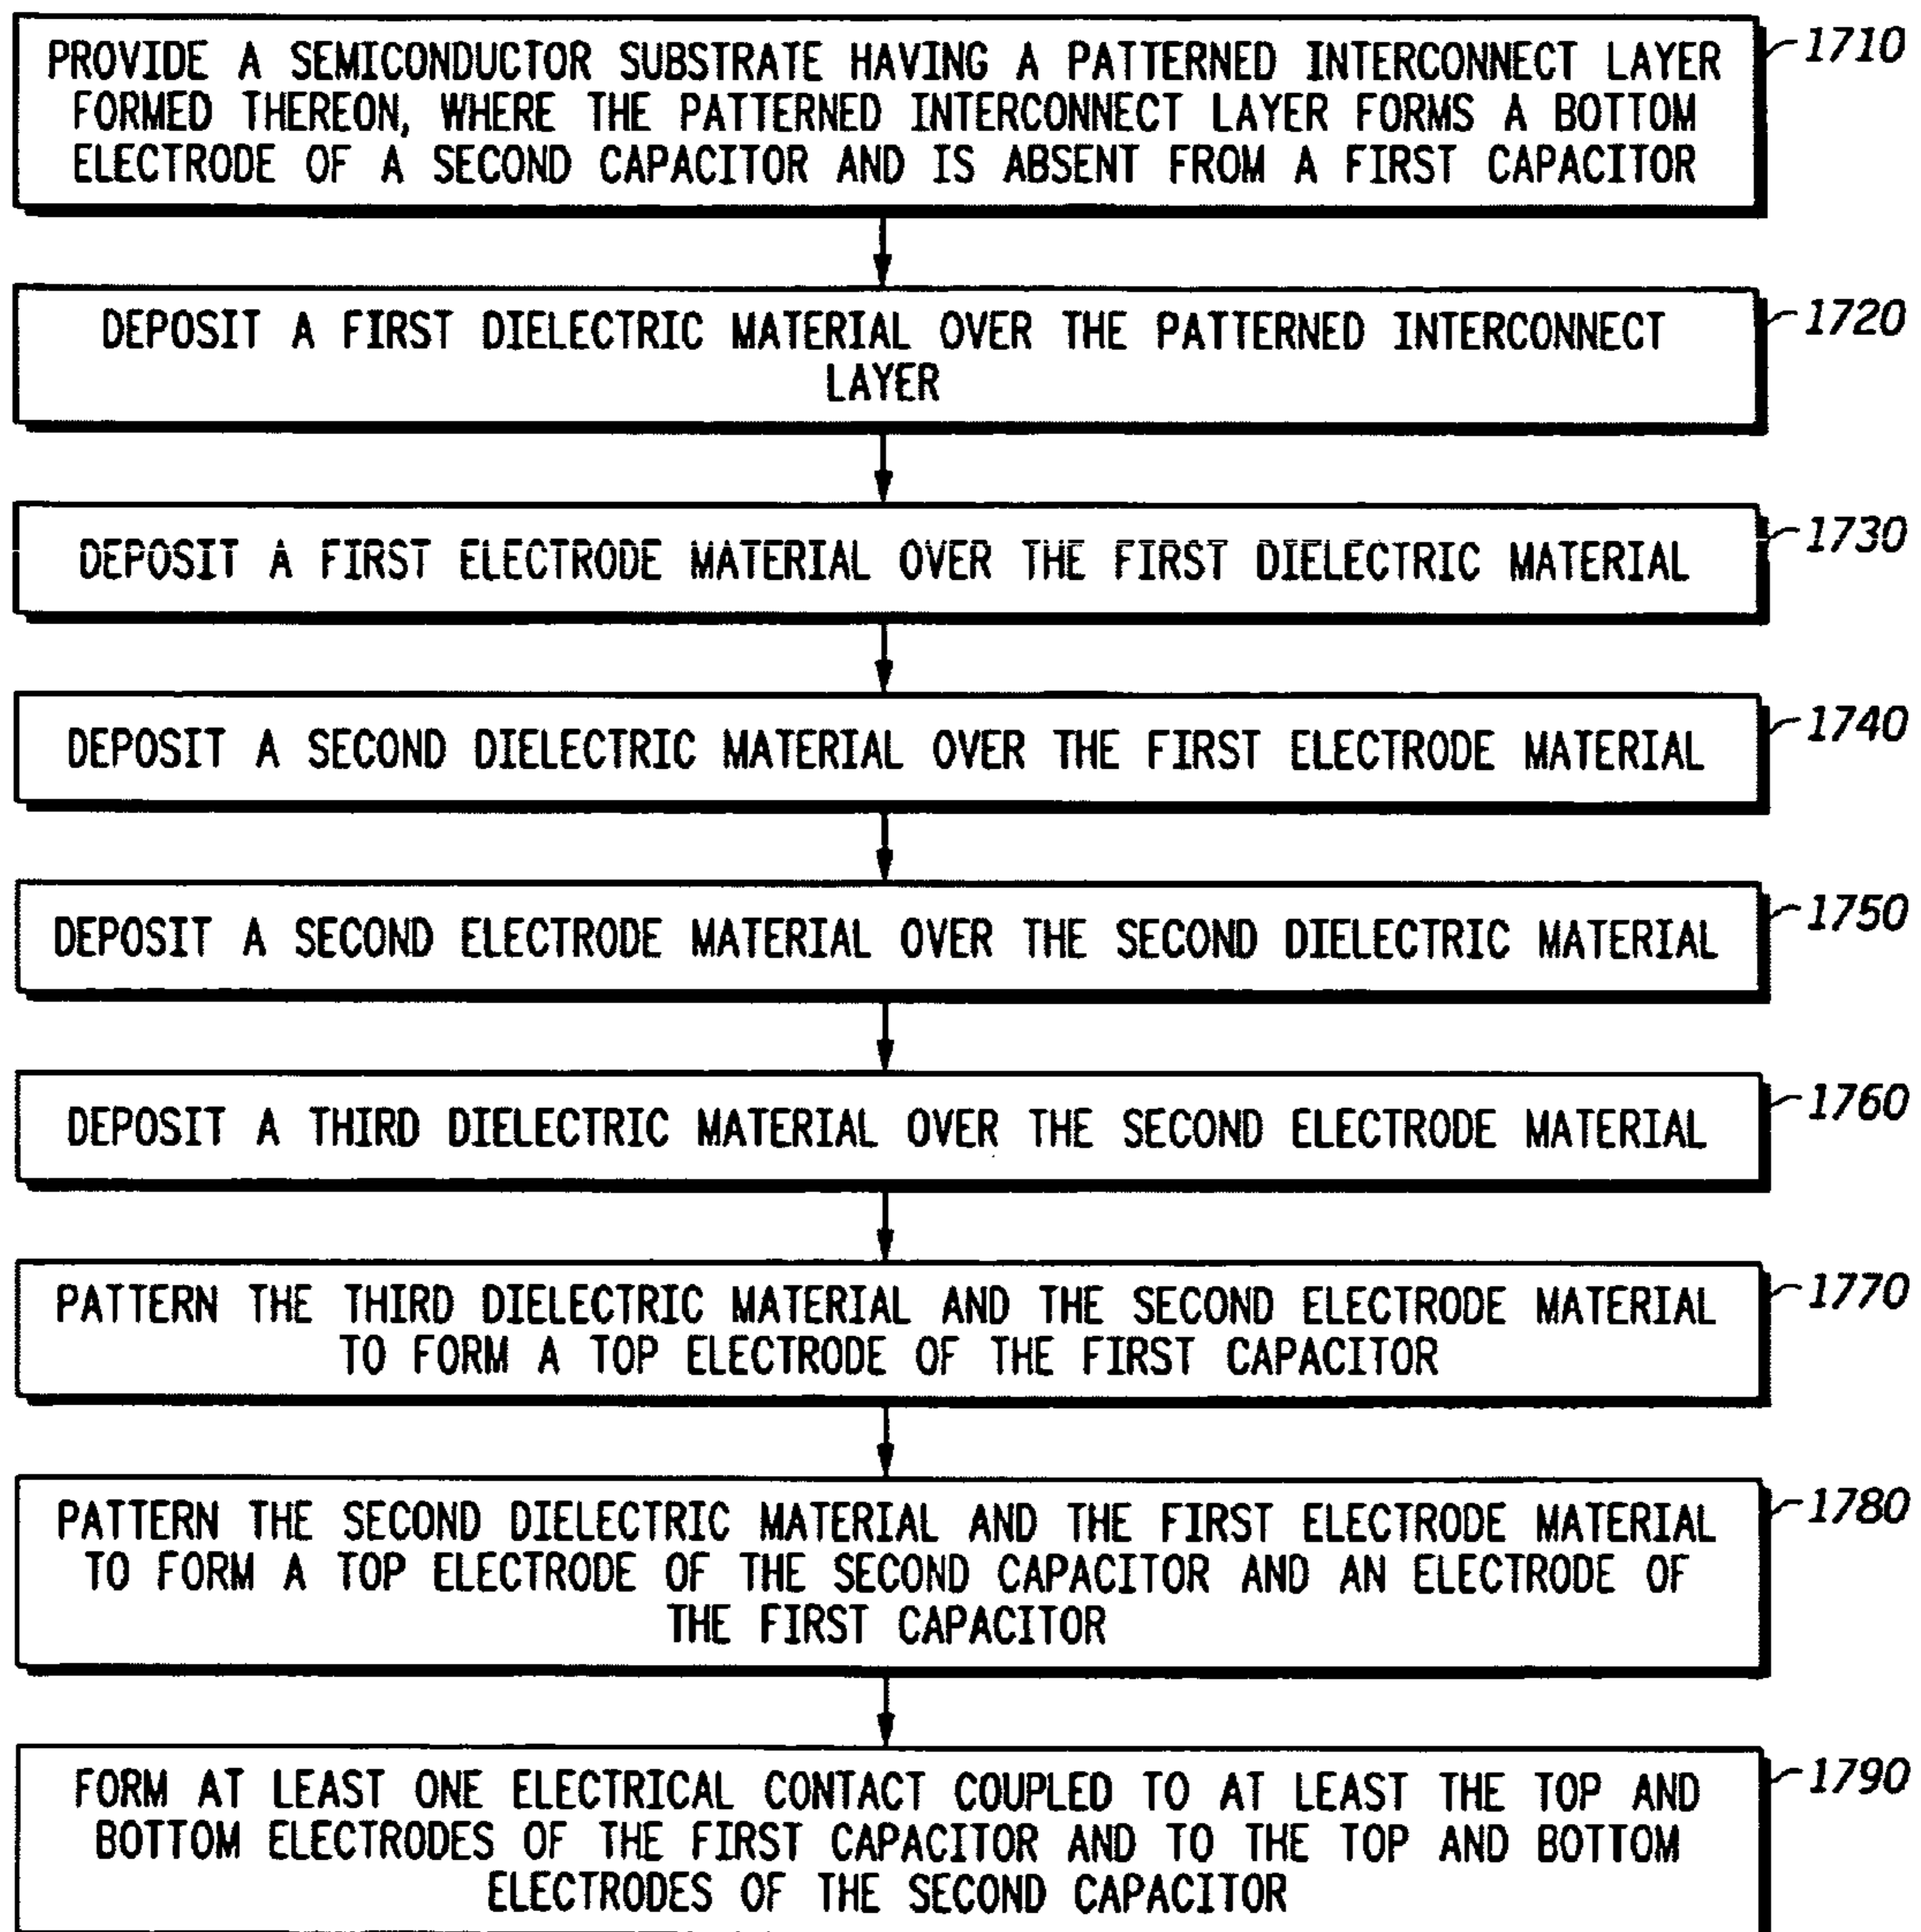 PROVIDE A SEMICONDUCTOR SUBSTRATE HAVING A PATTERNED INTERCONNECT LAYER
FORMED THEREON, WHERE THE PATTERNED INTERCONNECT LAYER FORMS A BOTTOM
ELECTRODE OF A SECOND CAPACITOR AND IS ABSENT FROM A FIRST CAPACITOR
1710
DEPOSIT A FIRST DIELECTRIC MATERIAL OVER THE PATTERNED INTERCONNECT
LAYER
1720
DEPOSIT A FIRST ELECTRODE MATERIAL OVER THE FIRST DIELECTRIC MATERIAL
1730
DEPOSIT A SECOND DIELECTRIC MATERIAL OVER THE FIRST ELECTRODE MATERIAL
1740
DEPOSIT A SECOND ELECTRODE MATERIAL OVER THE SECOND DIELECTRIC MATERIAL
1750
DEPOSIT A THIRD DIELECTRIC MATERIAL OVER THE SECOND ELECTRODE MATERIAL
1760
PATTERN THE THIRD DIELECTRIC MATERIAL AND THE SECOND ELECTRODE MATERIAL
TO FORM A TOP ELECTRODE OF THE FIRST CAPACITOR
1770
PATTERN THE SECOND DIELECTRIC MATERIAL AND THE FIRST ELECTRODE MATERIAL
TO FORM A TOP ELECTRODE OF THE SECOND CAPACITOR AND AN ELECTRODE OF
THE FIRST CAPACITOR
1780
FORM AT LEAST ONE ELECTRICAL CONTACT COUPLED TO AT LEAST THE TOP AND
BOTTOM ELECTRODES OF THE FIRST CAPACITOR AND TO THE TOP AND BOTTOM
ELECTRODES OF THE SECOND CAPACITOR
1790